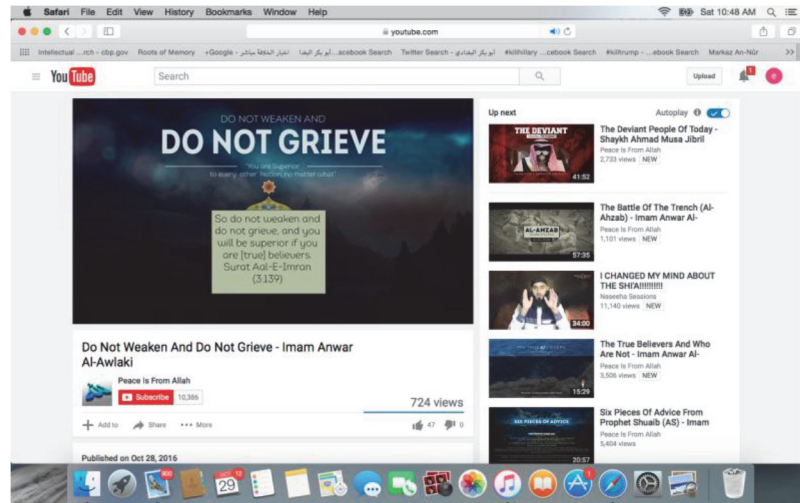 Safari File Edit View History Bookmarks Window Help Sat 10:48 AM
youtube.com
Intellectual ...rch - cbp.gov Roots of Memory +Google - اخبار الفلوجة مباشر أبو بكر البغدا...acebook Search Twitter Search - أبو بكر البغدادي #killhillary ...cebook Search #killtrump - ...ebook Search Markaz An-Nūr >>
YouTube Search Upload 1 e
DO NOT WEAKEN AND
DO NOT GRIEVE
"You are Superior
to every other Nation, no matter what"
So do not weaken and
do not grieve, and you
will be superior if you
are [true] believers.
Surat Aal-E-Imran
(3:139)
Do Not Weaken And Do Not Grieve - Imam Anwar
Al-Awlaki
Peace Is From Allah
Subscribe 10,386
724 views
Add to Share More 47 0
Published on Oct 28, 2016
Up next Autoplay
THE DEVIANT
41:52
The Deviant People Of Today -
Shaykh Ahmad Musa Jibril
Peace Is From Allah
2,733 views NEW
AL-AHZAB
57:35
The Battle Of The Trench (Al-
Ahzab) - Imam Anwar Al-
Peace Is From Allah
1,101 views NEW
34:00
I CHANGED MY MIND ABOUT
THE SHI'A!!!!!!!!!!
Naseeha Sessions
11,140 views NEW
15:29
The True Believers And Who
Are Not - Imam Anwar Al-
Peace Is From Allah
3,506 views NEW
SIX PIECES OF ADVICE
20:57
Six Pieces Of Advice From
Prophet Shuaib (AS) - Imam
Peace Is From Allah
5,404 views
OCT
29
12
1